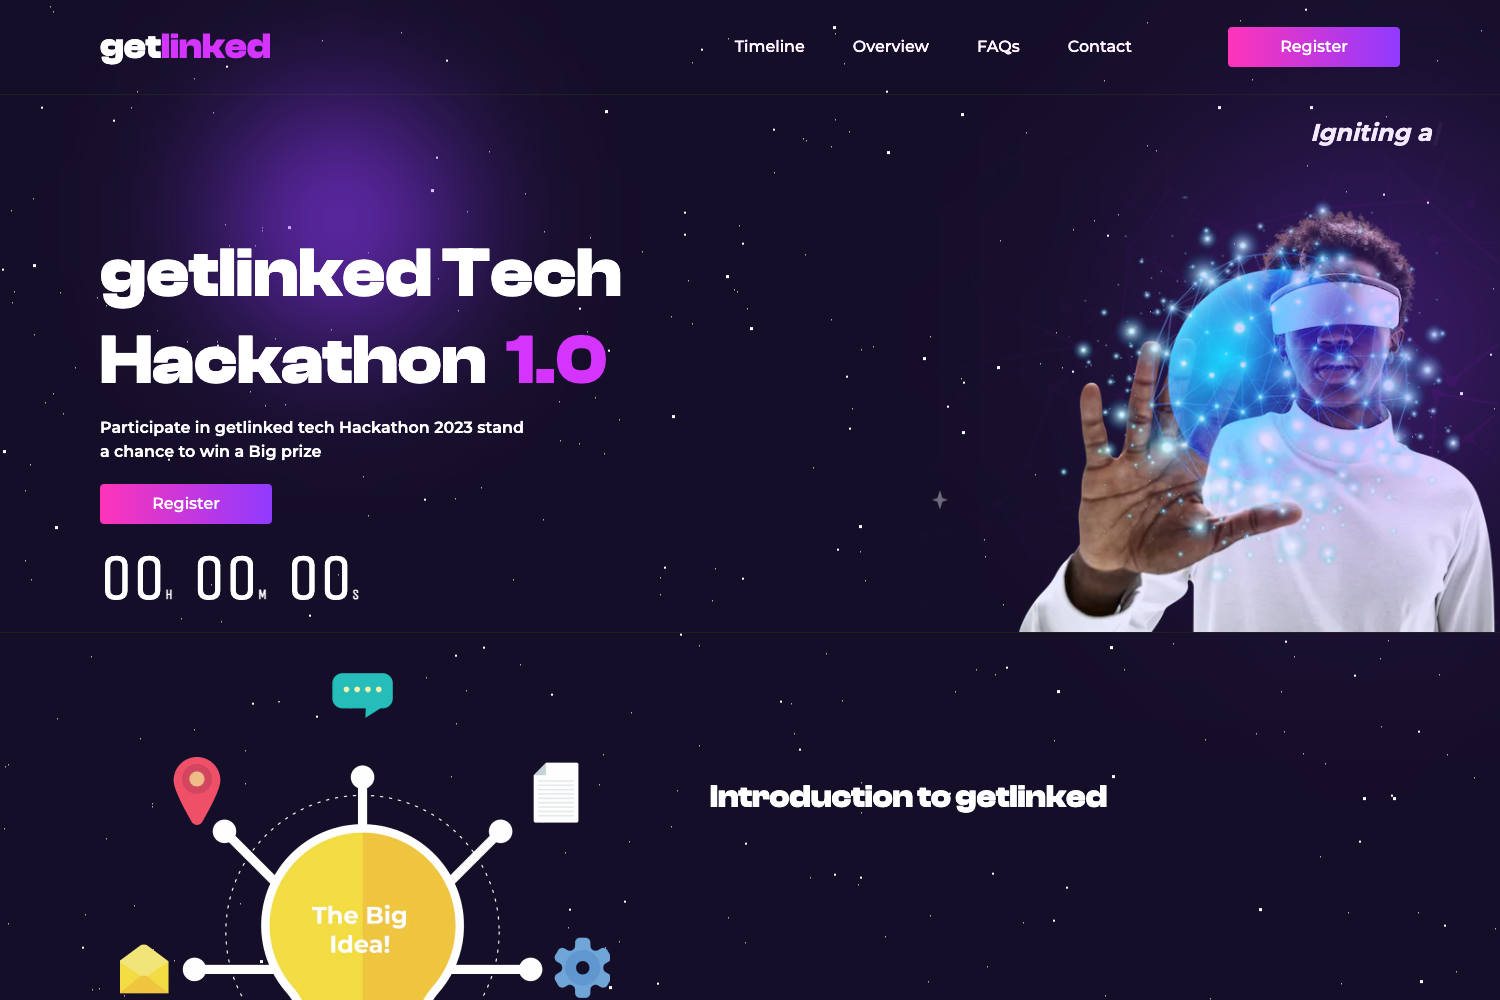 getlinked
Timeline
Overview
FAQs
Contact
Register
Igniting a
getlinked Tech
Hackathon 1.0
Participate in getlinked tech Hackathon 2023 stand
a chance to win a Big prize
Register
00H 00M 00S
Introduction to getlinked
The Big
Idea!